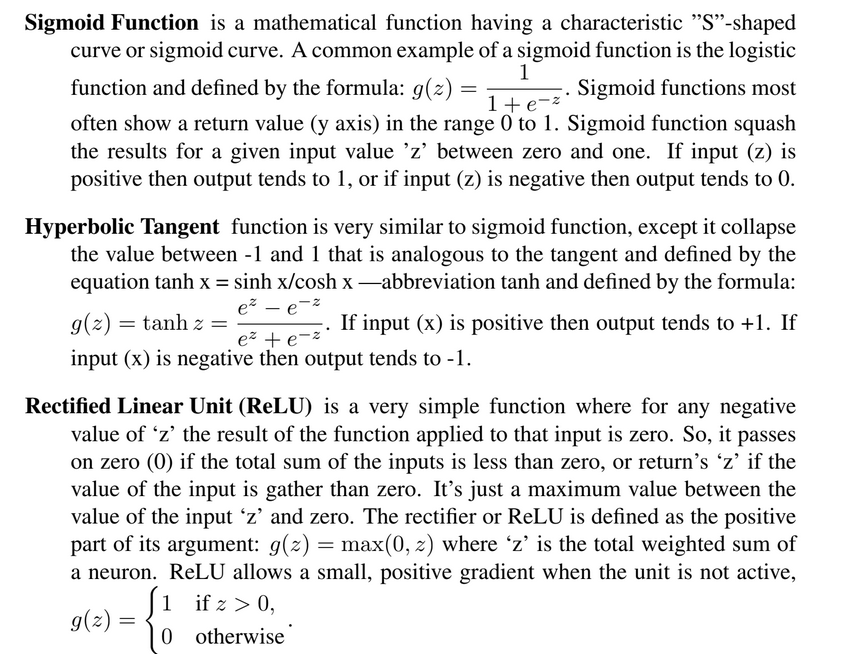 Sigmoid Function is a mathematical function having a characteristic ”S”-shaped
curve or sigmoid curve. A common example of a sigmoid function is the logistic
function and defined by the formula: g(z) = 1 / (1 + e^{−z}). Sigmoid functions most
often show a return value (y axis) in the range 0 to 1. Sigmoid function squash
the results for a given input value ’z’ between zero and one. If input (z) is
positive then output tends to 1, or if input (z) is negative then output tends to 0.
Hyperbolic Tangent function is very similar to sigmoid function, except it collapse
the value between -1 and 1 that is analogous to the tangent and defined by the
equation tanh x = sinh x/cosh x —abbreviation tanh and defined by the formula:
g(z) = tanh z = (e^z − e^{−z}) / (e^z + e^{−z}). If input (x) is positive then output tends to +1. If
input (x) is negative then output tends to -1.
Rectified Linear Unit (ReLU) is a very simple function where for any negative
value of ‘z’ the result of the function applied to that input is zero. So, it passes
on zero (0) if the total sum of the inputs is less than zero, or return’s ‘z’ if the
value of the input is gather than zero. It’s just a maximum value between the
value of the input ‘z’ and zero. The rectifier or ReLU is defined as the positive
part of its argument: g(z) = max(0, z) where ‘z’ is the total weighted sum of
a neuron. ReLU allows a small, positive gradient when the unit is not active,
g(z) = { 1 if z > 0,
0 otherwise .